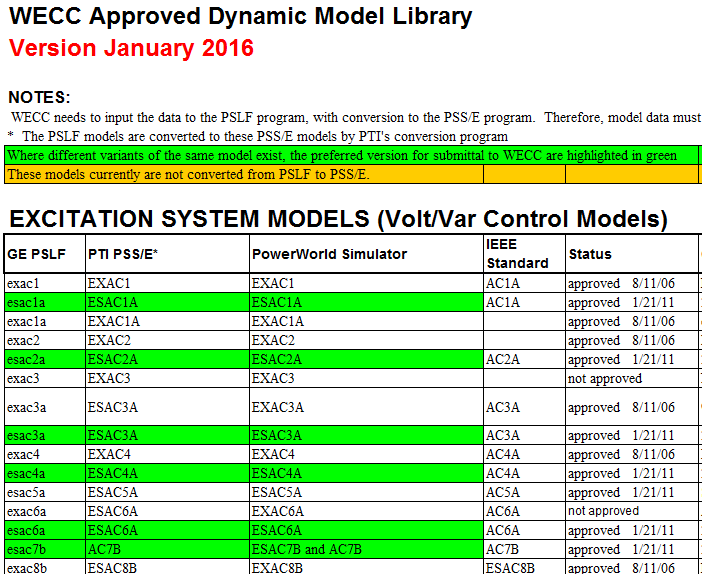 WECC Approved Dynamic Model Library
Version January 2016
NOTES:
WECC needs to input the data to the PSLF program, with conversion to the PSS/E program. Therefore, model data must
* The PSLF models are converted to these PSS/E models by PTI's conversion program
Where different variants of the same model exist, the preferred version for submittal to WECC are highlighted in green
These models currently are not converted from PSLF to PSS/E.
EXCITATION SYSTEM MODELS (Volt/Var Control Models)
GE PSLF PTI PSS/E* PowerWorld Simulator IEEE Standard Status
exac1 EXAC1 EXAC1 AC1A approved 8/11/06
esac1a ESAC1A ESAC1A AC1A approved 1/21/11
exac1a EXAC1A EXAC1A approved 8/11/06
exac2 EXAC2 EXAC2 approved 8/11/06
esac2a ESAC2A ESAC2A AC2A approved 1/21/11
exac3 EXAC3 EXAC3 not approved
exac3a ESAC3A EXAC3A AC3A approved 8/11/06
esac3a ESAC3A ESAC3A AC3A approved 1/21/11
exac4 EXAC4 EXAC4 AC4A approved 8/11/06
esac4a ESAC4A ESAC4A AC4A approved 1/21/11
esac5a ESAC5A ESAC5A AC5A approved 1/21/11
exac6a ESAC6A EXAC6A AC6A not approved
esac6a ESAC6A ESAC6A AC6A approved 1/21/11
esac7b AC7B ESAC7B and AC7B AC7B approved 1/21/11
exac8b ESAC8B EXAC8B ESAC8B approved 8/11/06